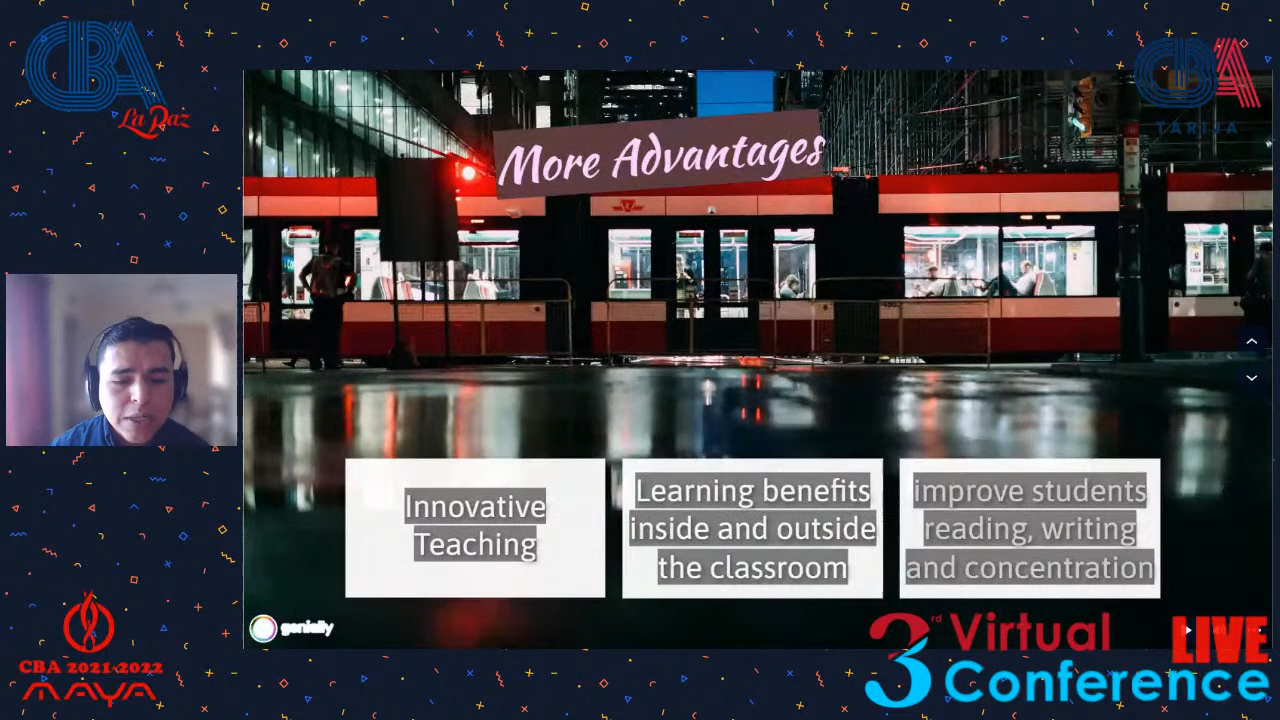 CBA
La Paz
CBA
TARIJA
More Advantages
Innovative
Teaching
Learning benefits
inside and outside
the classroom
improve students
reading, writing
and concentration
genially
CBA 2021-2022
MAYA
3rd Virtual
Conference
LIVE